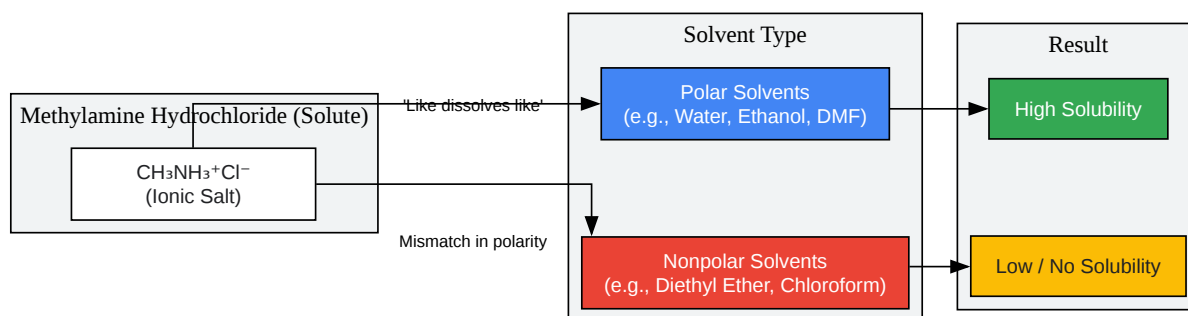 Methylamine Hydrochloride (Solute)
CH₃NH₃⁺Cl⁻
(Ionic Salt)
'Like dissolves like'
Mismatch in polarity
Solvent Type
Polar Solvents
(e.g., Water, Ethanol, DMF)
Nonpolar Solvents
(e.g., Diethyl Ether, Chloroform)
Result
High Solubility
Low / No Solubility